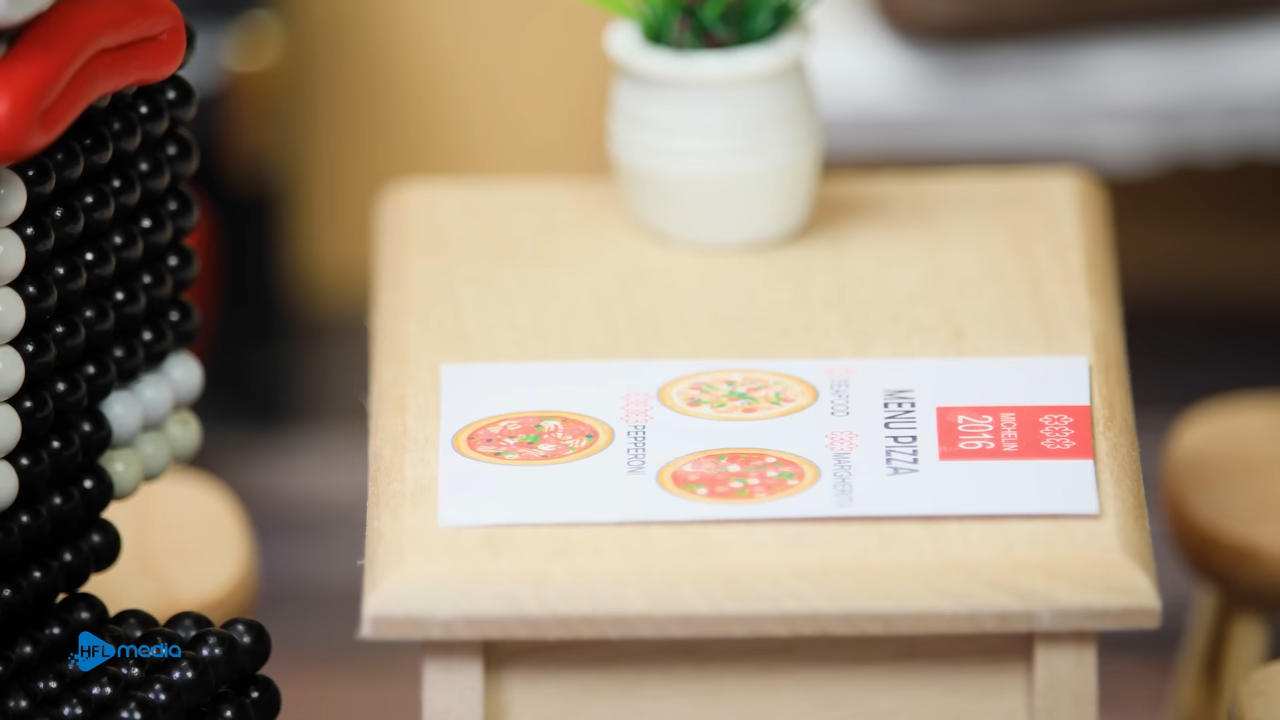 MICHELIN
2016
MENU PIZZA
SEAFOOD
MARGHERITA
PEPPERONI
HFL media